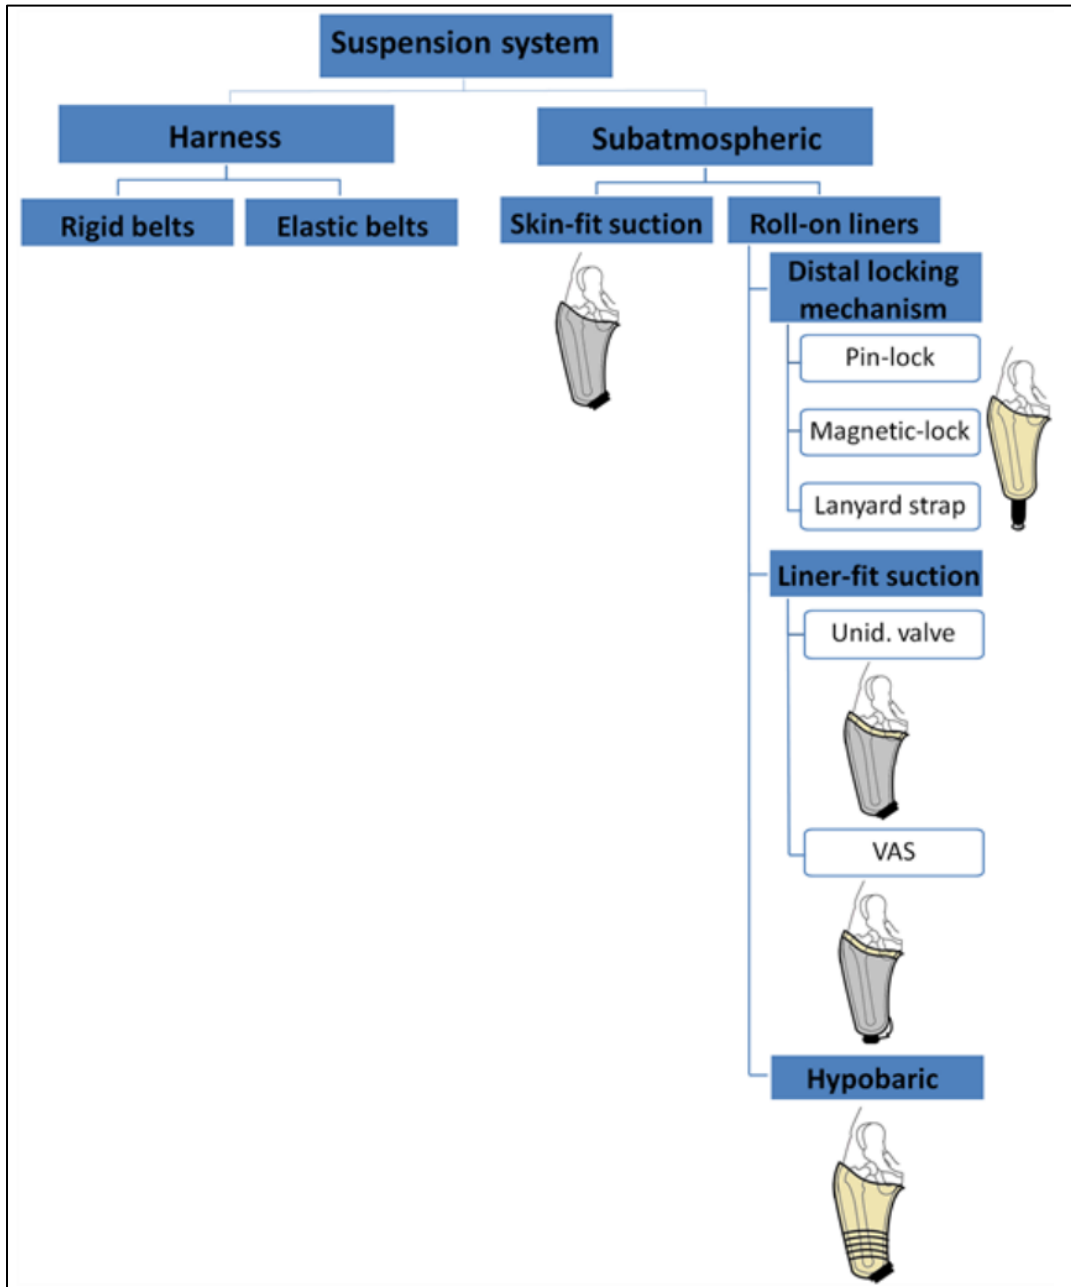 Suspension system
Harness
Subatmospheric
Rigid belts
Elastic belts
Skin-fit suction
Roll-on liners
Distal locking
mechanism
Pin-lock
Magnetic-lock
Lanyard strap
Liner-fit suction
Unid. valve
VAS
Hypobaric